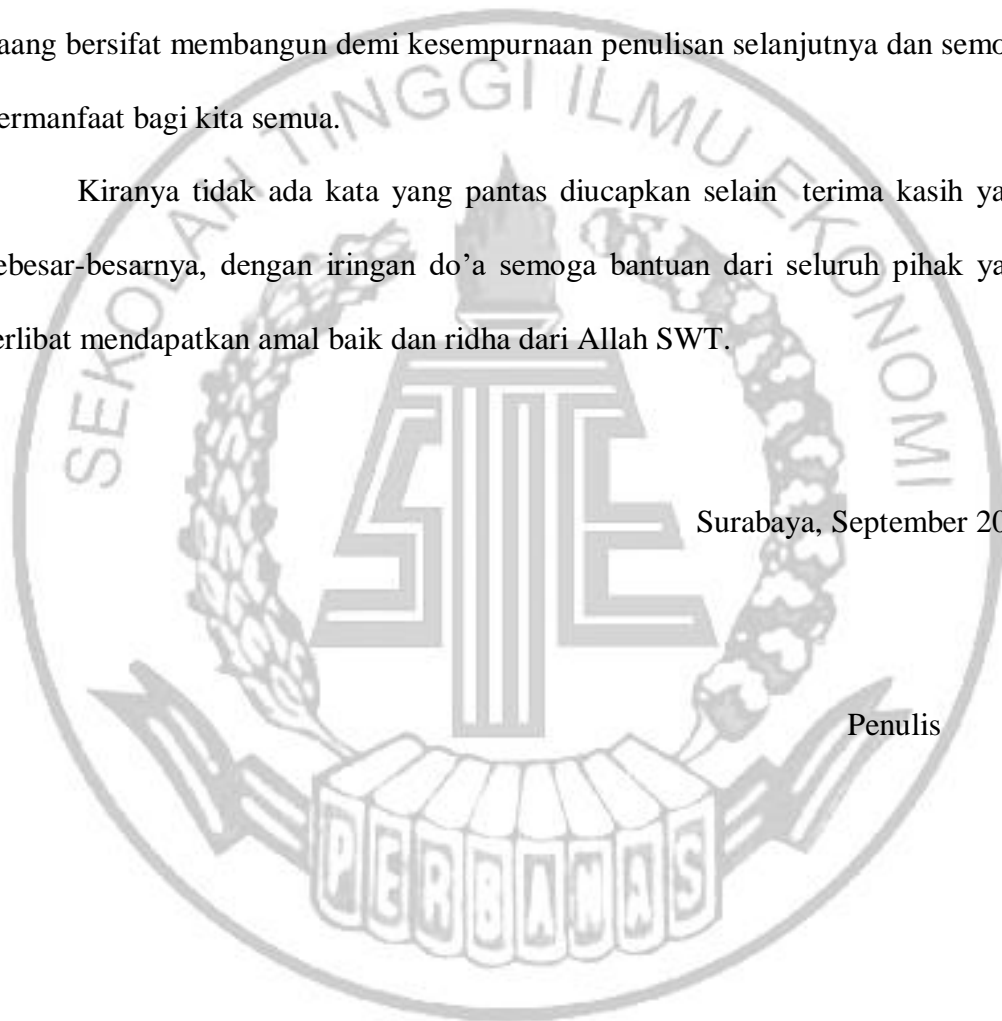 aang bersifat membangun demi kesempurnaan penulisan selanjutnya dan semo
ermanfaat bagi kita semua.
Kiranya tidak ada kata yang pantas diucapkan selain terima kasih ya
ebesar-besarnya, dengan iringan do’a semoga bantuan dari seluruh pihak ya
erlibat mendapatkan amal baik dan ridha dari Allah SWT.
Surabaya, September 20
Penulis
SEKOLAH TINGGI ILMU EKONOMI
STIE
PERBANAS